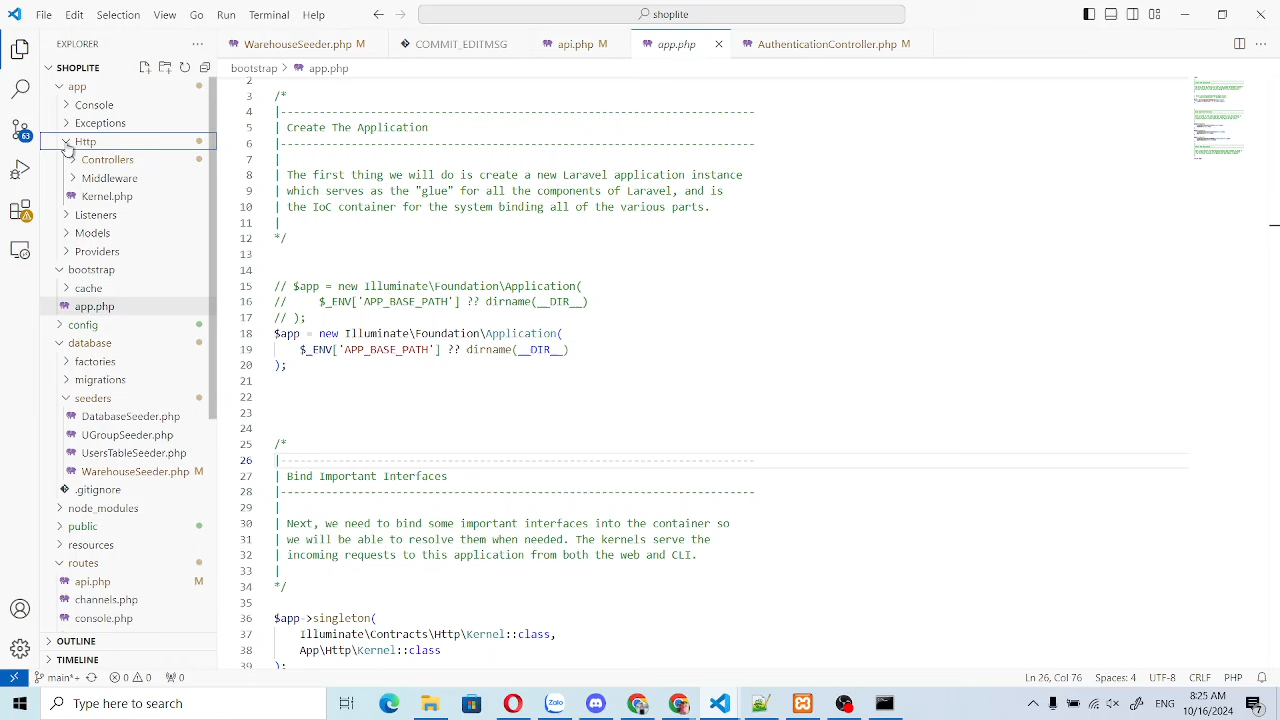 File Edit Selection View Go Run Terminal Help
shoplite
EXPLORER
WarehouseSeeder.php M
COMMIT_EDITMSG
api.php M
app.php
AuthenticationController.php M
SHOPLITE
bootstrap > app.php
app
Console
Exceptions
Http
Controllers
Middleware
Kernel.php
Listeners
Models
Providers
bootstrap
cache
app.php
config
database
factories
migrations
seeders
DatabaseSeeder.php
UGroupSeeder.php
UsersTableSeeder.php
WarehouseSeeder.php M
.gitignore
node_modules
public
resources
routes
api.php M
channels.php
console.php
OUTLINE
TIMELINE
63
2
3 /*
4 |--------------------------------------------------------------------------
5 | Create The Application
6 |--------------------------------------------------------------------------
7 |
8 | The first thing we will do is create a new Laravel application instance
9 | which serves as the "glue" for all the components of Laravel, and is
10 | the IoC container for the system binding all of the various parts.
11 |
12 */
13
14
15 // $app = new Illuminate\Foundation\Application(
16 //     $_ENV['APP_BASE_PATH'] ?? dirname(__DIR__)
17 // );
18 $app = new Illuminate\Foundation\Application(
19     $_ENV['APP_BASE_PATH'] ?? dirname(__DIR__)
20 );
21
22
23
24
25 /*
26 |--------------------------------------------------------------------------
27 | Bind Important Interfaces
28 |--------------------------------------------------------------------------
29 |
30 | Next, we need to bind some important interfaces into the container so
31 | we will be able to resolve them when needed. The kernels serve the
32 | incoming requests to this application from both the web and CLI.
33 |
34 */
35
36 $app->singleton(
37     Illuminate\Contracts\Http\Kernel::class,
38     App\Http\Kernel::class
39 );
main*+ 0 0 0
Ln 26, Col 76 Spaces: 4 UTF-8 CRLF PHP
Type here to search
Zalo
ENG
8:25 AM
10/16/2024
7